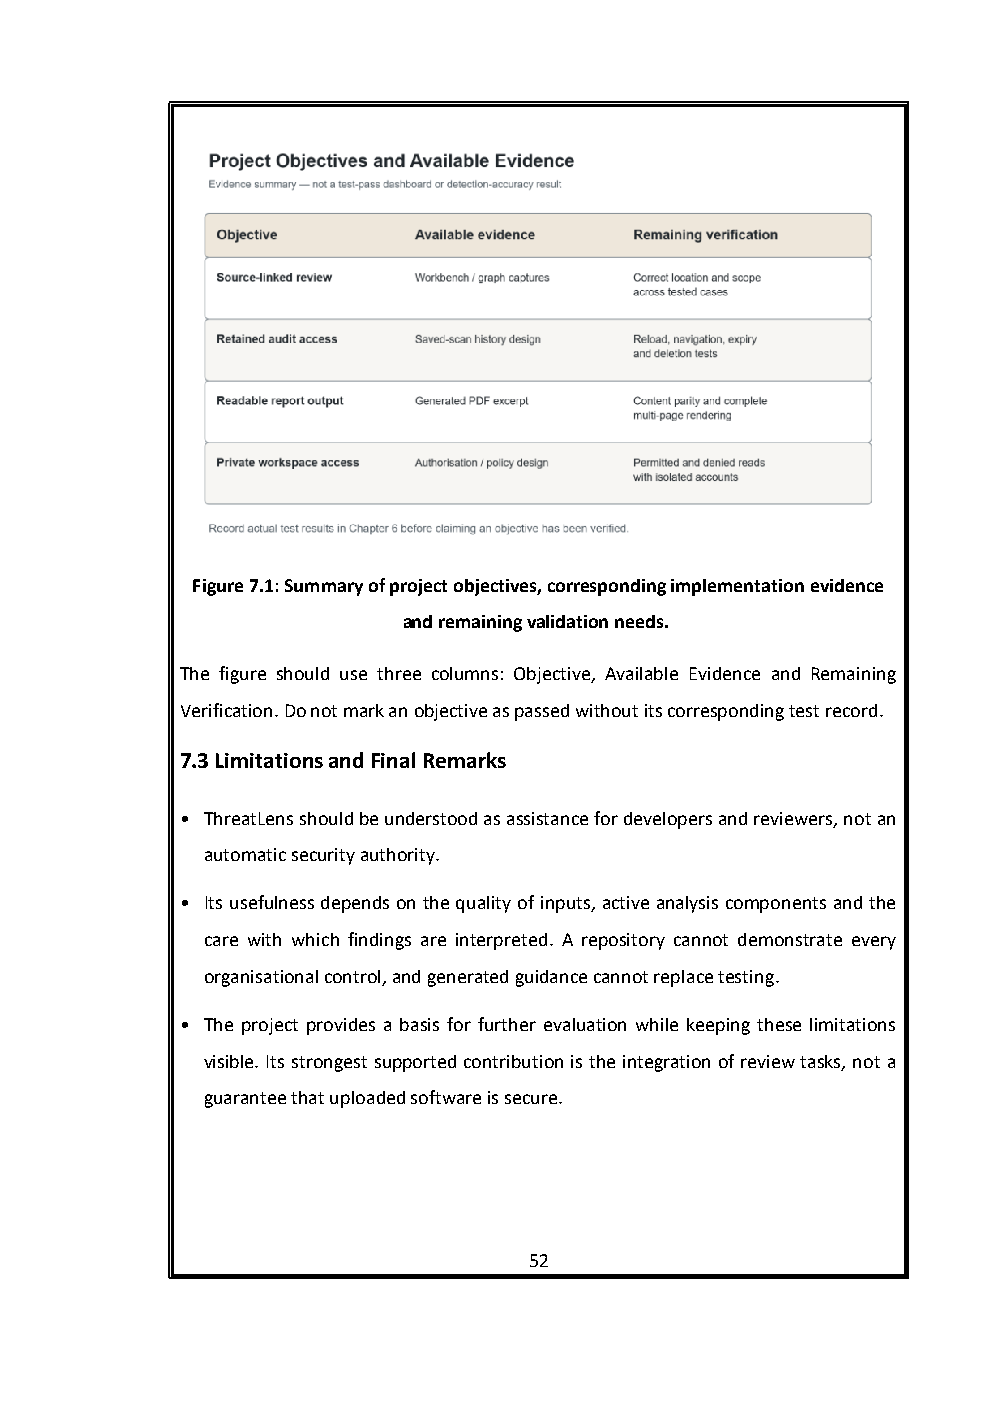 Project Objectives and Available Evidence
Evidence summary — not a test-pass dashboard or detection-accuracy result
Objective Available evidence Remaining verification
Source-linked review Workbench / graph captures Correct location and scope
across tested cases
Retained audit access Saved-scan history design Reload, navigation, expiry
and deletion tests
Readable report output Generated PDF excerpt Content parity and complete
multi-page rendering
Private workspace access Authorisation / policy design Permitted and denied reads
with isolated accounts
Record actual test results in Chapter 6 before claiming an objective has been verified.
Figure 7.1: Summary of project objectives, corresponding implementation evidence
and remaining validation needs.
The figure should use three columns: Objective, Available Evidence and Remaining
Verification. Do not mark an objective as passed without its corresponding test record.
7.3 Limitations and Final Remarks
• ThreatLens should be understood as assistance for developers and reviewers, not an
automatic security authority.
• Its usefulness depends on the quality of inputs, active analysis components and the
care with which findings are interpreted. A repository cannot demonstrate every
organisational control, and generated guidance cannot replace testing.
• The project provides a basis for further evaluation while keeping these limitations
visible. Its strongest supported contribution is the integration of review tasks, not a
guarantee that uploaded software is secure.
52